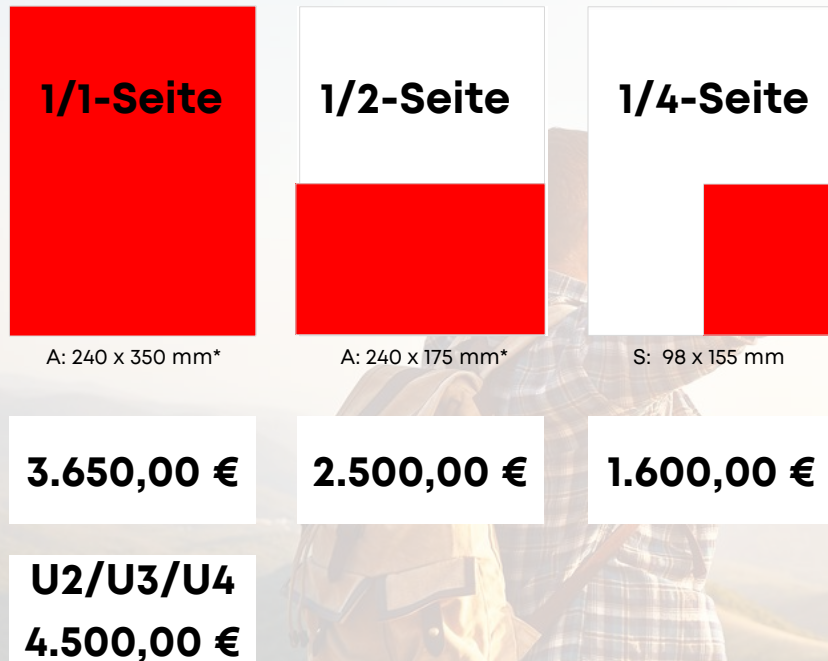 1/1-Seite
1/2-Seite
1/4-Seite
A: 240 x 350 mm*
A: 240 x 175 mm*
S: 98 x 155 mm
3.650,00 €
2.500,00 €
1.600,00 €
U2/U3/U4
4.500,00 €